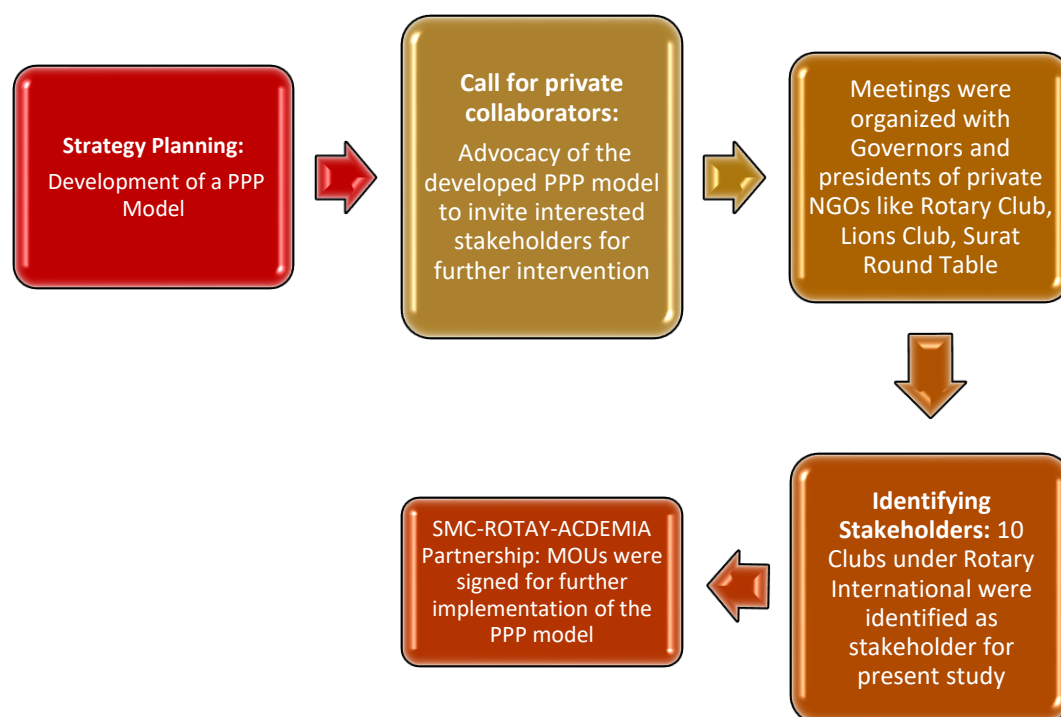 Strategy Planning:
Development of a PPP
Model
Call for private
collaborators:
Advocacy of the
developed PPP model
to invite interested
stakeholders for
further intervention
Meetings were
organized with
Governors and
presidents of private
NGOs like Rotary Club,
Lions Club, Surat
Round Table
Identifying
Stakeholders: 10
Clubs under Rotary
International were
identified as
stakeholder for
present study
SMC-ROTAY-ACDEMIA
Partnership: MOUs were
signed for further
implementation of the
PPP model